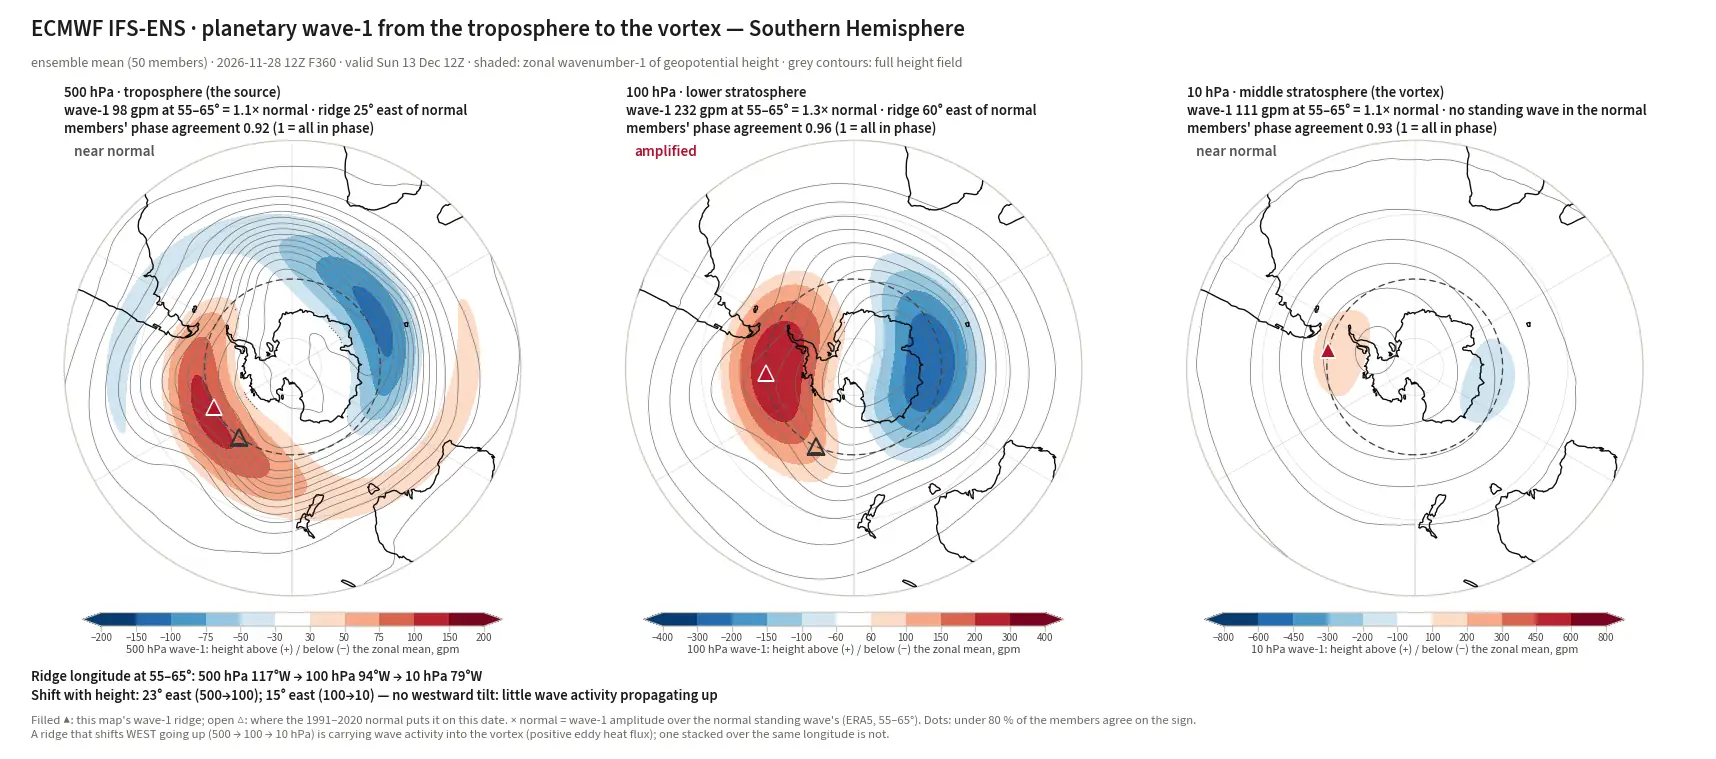 ECMWF IFS-ENS · planetary wave-1 from the troposphere to the vortex — Southern Hemisphere
ensemble mean (50 members) · 2026-11-28 12Z F360 · valid Sun 13 Dec 12Z · shaded: zonal wavenumber-1 of geopotential height · grey contours: full height field
500 hPa · troposphere (the source)
wave-1 98 gpm at 55–65° = 1.1× normal · ridge 25° east of normal
members' phase agreement 0.92 (1 = all in phase)
near normal
100 hPa · lower stratosphere
wave-1 232 gpm at 55–65° = 1.3× normal · ridge 60° east of normal
members' phase agreement 0.96 (1 = all in phase)
amplified
10 hPa · middle stratosphere (the vortex)
wave-1 111 gpm at 55–65° = 1.1× normal · no standing wave in the normal
members' phase agreement 0.93 (1 = all in phase)
near normal
−200 −150 −100 −75 −50 −30 30 50 75 100 150 200
500 hPa wave-1: height above (+) / below (−) the zonal mean, gpm
−400 −300 −200 −150 −100 −60 60 100 150 200 300 400
100 hPa wave-1: height above (+) / below (−) the zonal mean, gpm
−800 −600 −450 −300 −200 −100 100 200 300 450 600 800
10 hPa wave-1: height above (+) / below (−) the zonal mean, gpm
Ridge longitude at 55–65°: 500 hPa 117°W → 100 hPa 94°W → 10 hPa 79°W
Shift with height: 23° east (500→100); 15° east (100→10) — no westward tilt: little wave activity propagating up
Filled ▲: this map's wave-1 ridge; open △: where the 1991–2020 normal puts it on this date. × normal = wave-1 amplitude over the normal standing wave's (ERA5, 55–65°). Dots: under 80 % of the members agree on the sign.
A ridge that shifts WEST going up (500 → 100 → 10 hPa) is carrying wave activity into the vortex (positive eddy heat flux); one stacked over the same longitude is not.